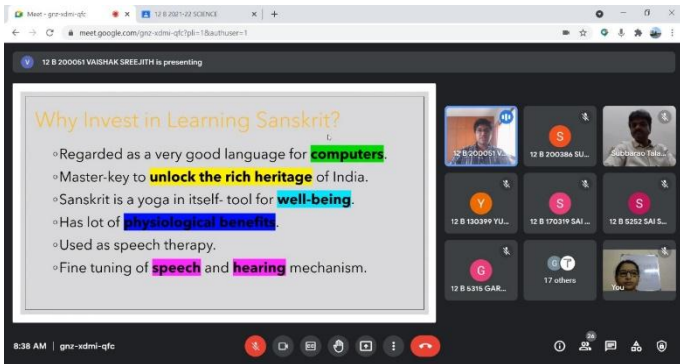 Meet - gnz-xdmi-qfc
12 B 2021-22 SCIENCE
meet.google.com/gnz-xdmi-qfc?pli=1&authuser=1
V 12 B 200051 VAISHAK SREEJITH is presenting
Why Invest in Learning Sanskrit?
Regarded as a very good language for computers.
Master-key to unlock the rich heritage of India.
Sanskrit is a yoga in itself- tool for well-being.
Has lot of physiological benefits.
Used as speech therapy.
Fine tuning of speech and hearing mechanism.
12 B 200051 V...
S
12 B 200386 SU...
Subbarao Tala...
Y
12 B 130399 YU...
S
12 B 170319 SAI ...
S
12 B 5252 SAI S...
G
12 B 5315 GAR...
G
17 others
You
8:38 AM | gnz-xdmi-qfc
26